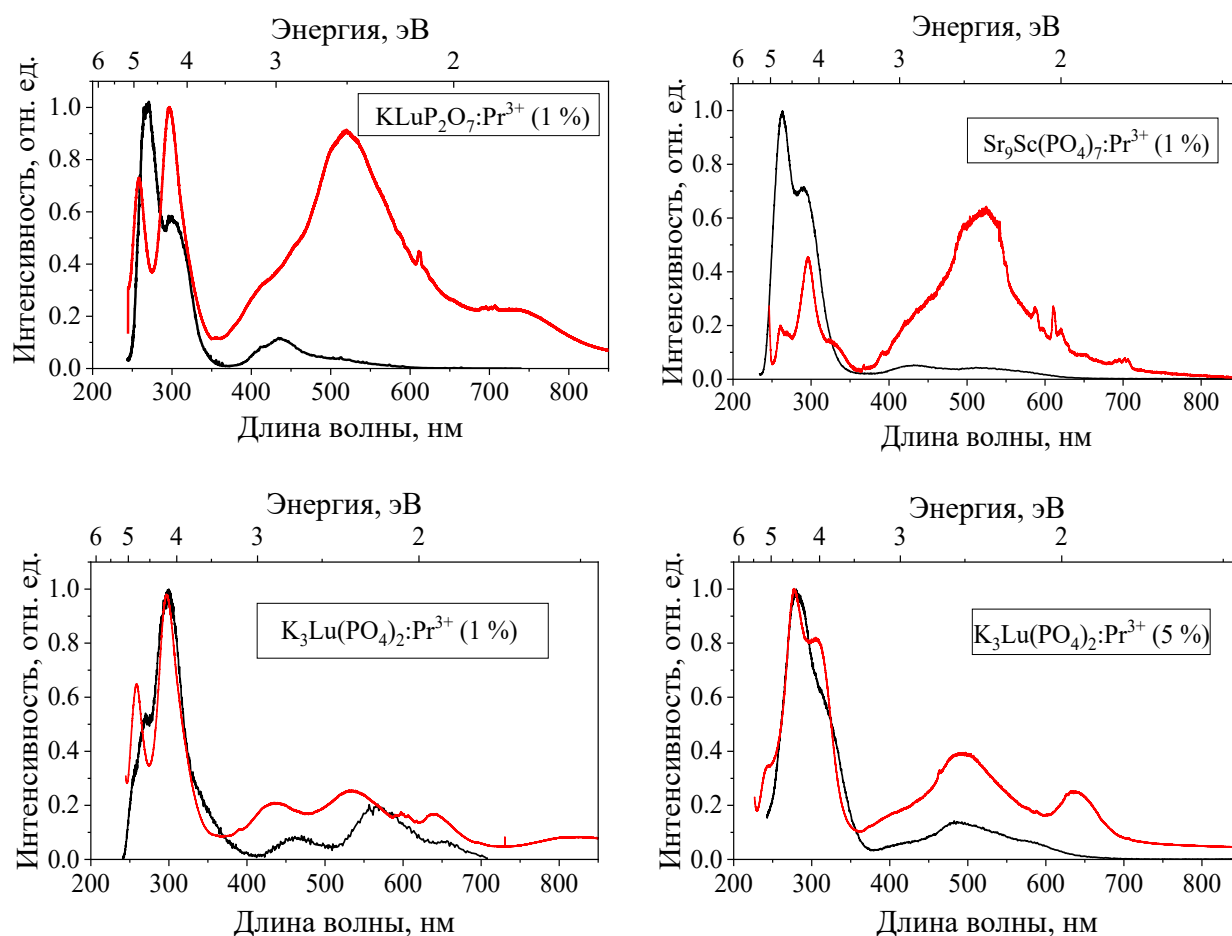 Энергия, эВ
6 5 4 3 2
Интенсивность, отн. ед.
1.0
0.8
0.6
0.4
0.2
0.0
KLuP₂O₇:Pr³⁺ (1 %)
200 300 400 500 600 700 800
Длина волны, нм
Энергия, эВ
6 5 4 3 2
Интенсивность, отн. ед.
1.0
0.8
0.6
0.4
0.2
0.0
Sr₉Sc(PO₄)₇:Pr³⁺ (1 %)
200 300 400 500 600 700 800
Длина волны, нм
Энергия, эВ
6 5 4 3 2
Интенсивность, отн. ед.
1.0
0.8
0.6
0.4
0.2
0.0
K₃Lu(PO₄)₂:Pr³⁺ (1 %)
200 300 400 500 600 700 800
Длина волны, нм
Энергия, эВ
6 5 4 3 2
Интенсивность, отн. ед.
1.0
0.8
0.6
0.4
0.2
0.0
K₃Lu(PO₄)₂:Pr³⁺ (5 %)
200 300 400 500 600 700 800
Длина волны, нм